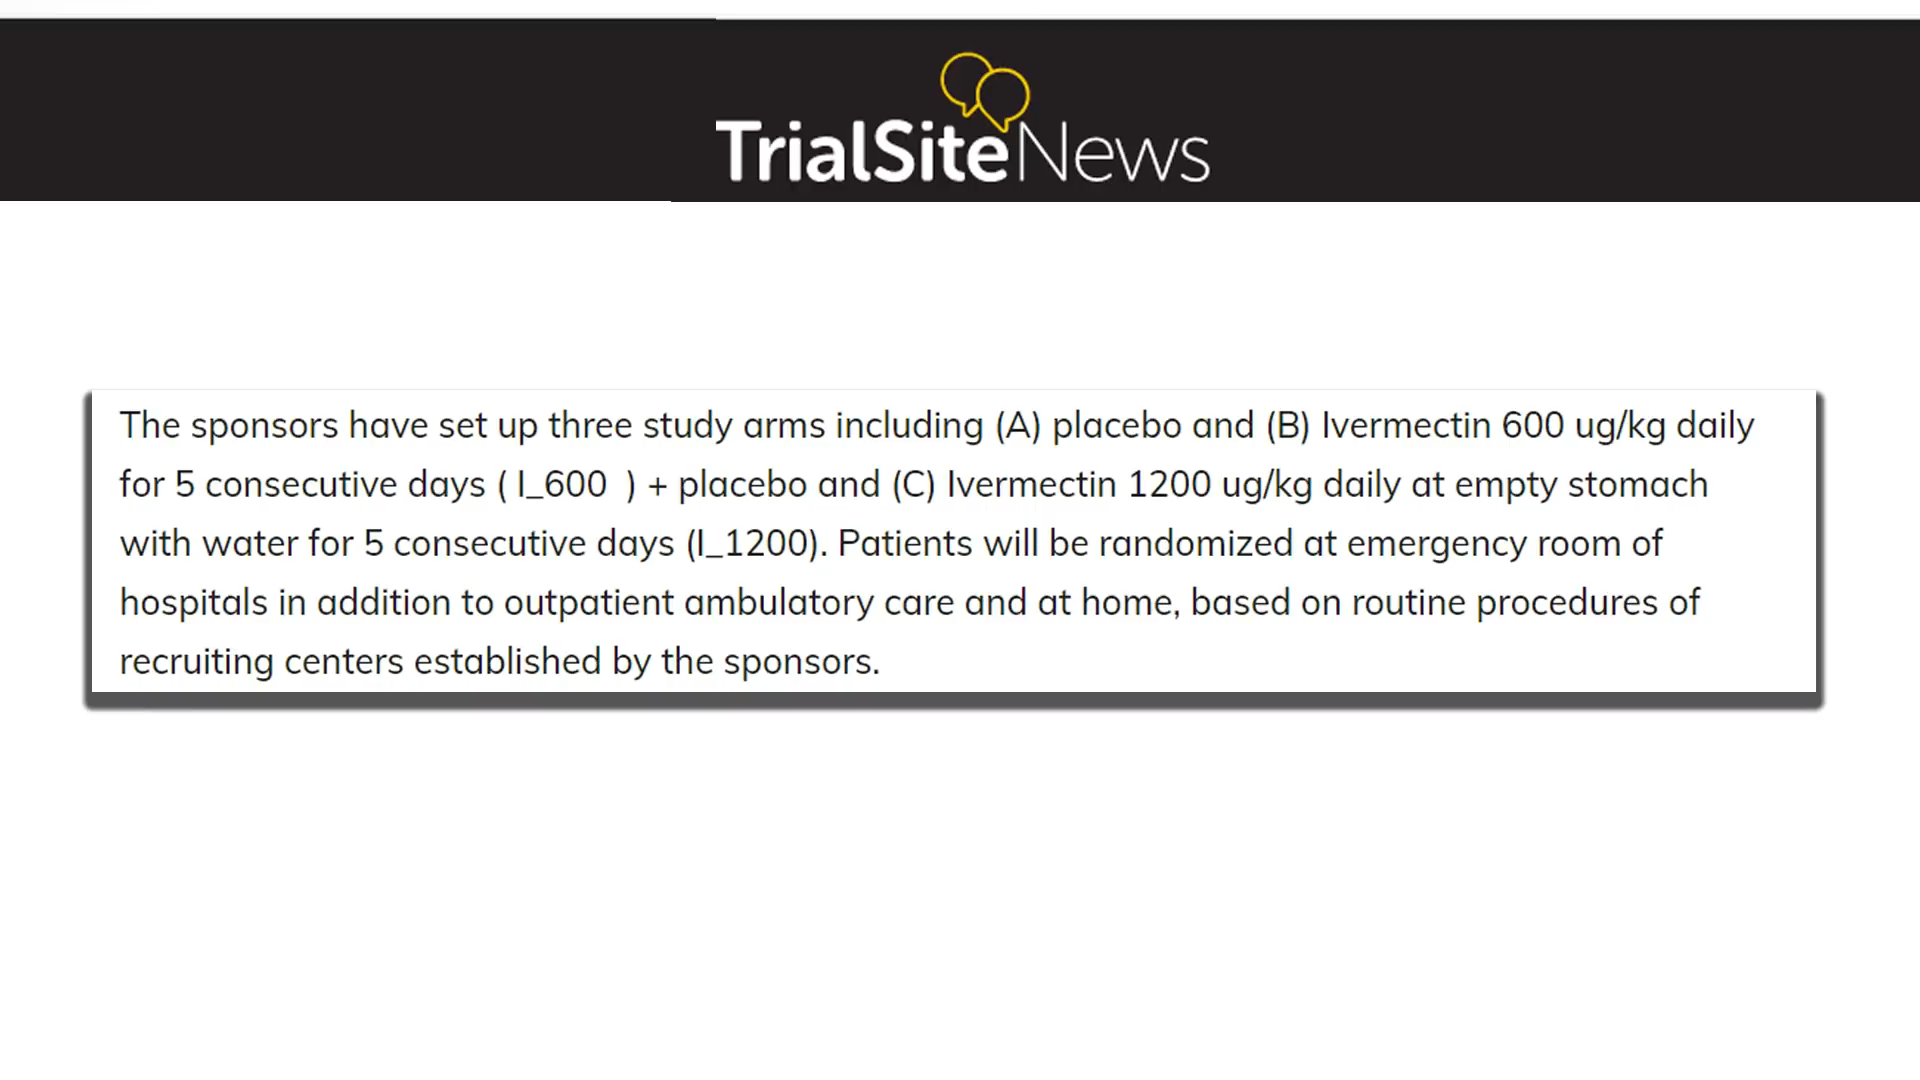 TrialSiteNews
The sponsors have set up three study arms including (A) placebo and (B) Ivermectin 600 ug/kg daily
for 5 consecutive days ( I_600  ) + placebo and (C) Ivermectin 1200 ug/kg daily at empty stomach
with water for 5 consecutive days (I_1200). Patients will be randomized at emergency room of
hospitals in addition to outpatient ambulatory care and at home, based on routine procedures of
recruiting centers established by the sponsors.